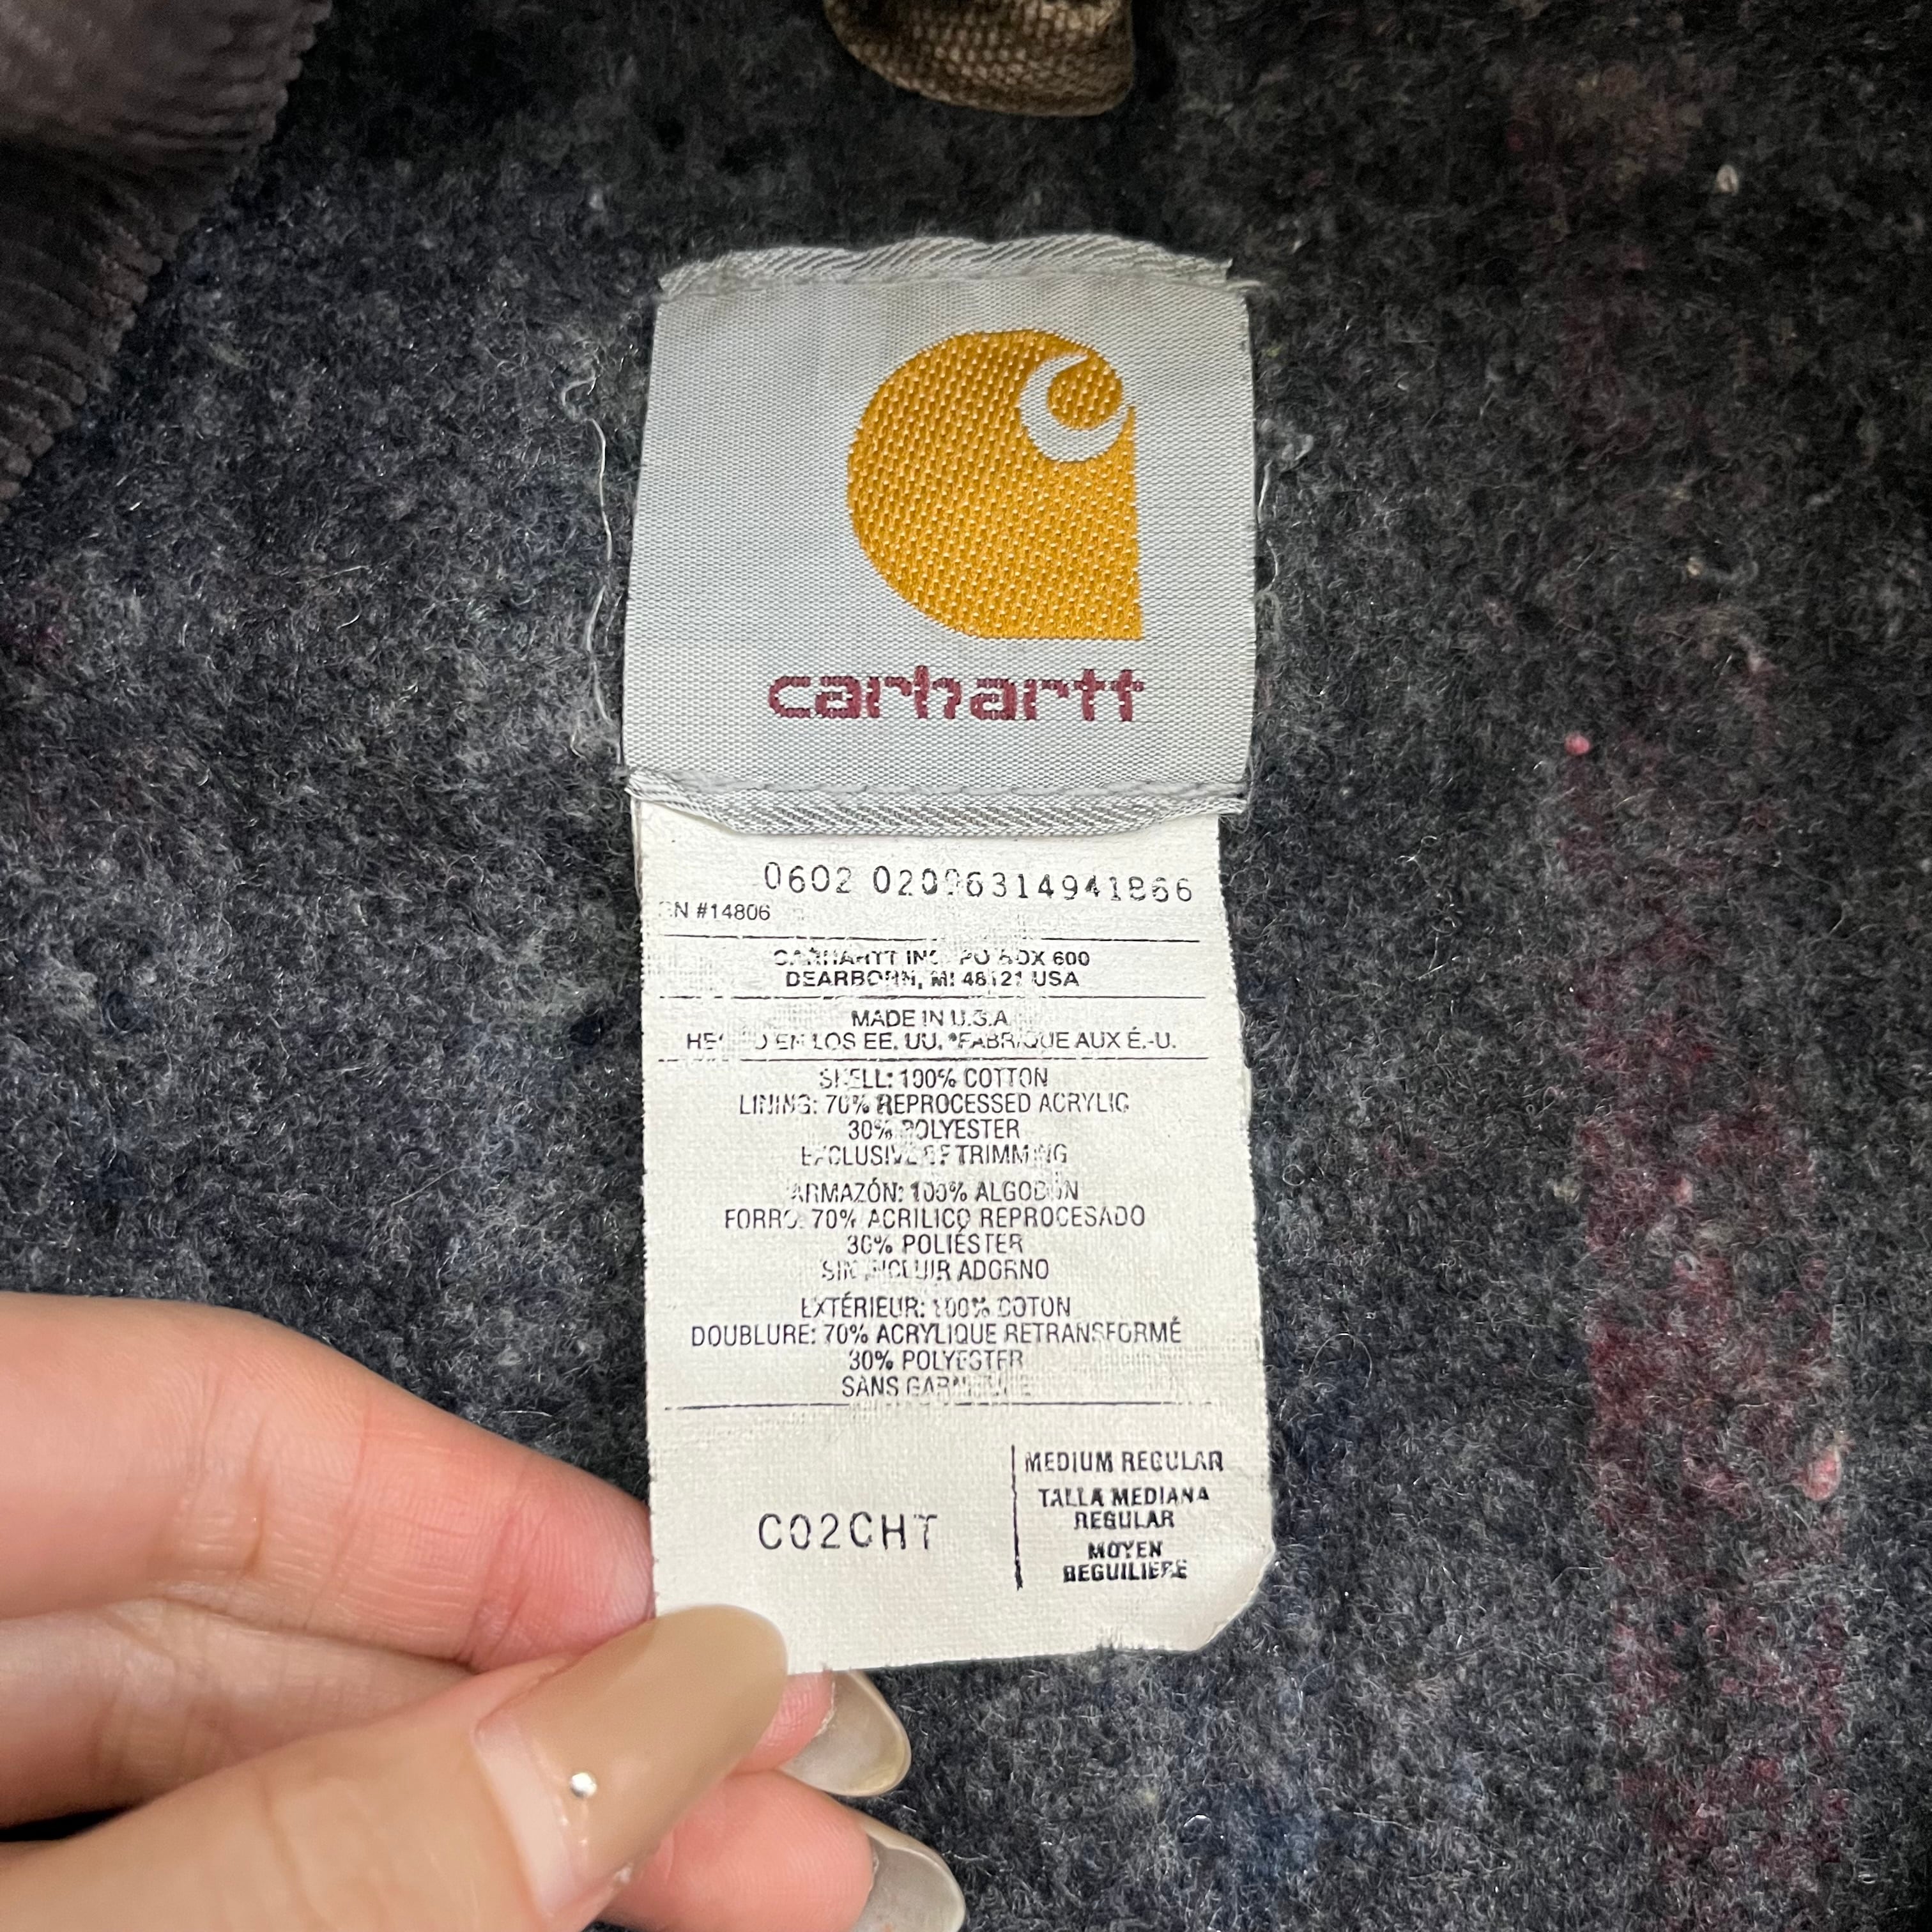 carhartt
0602 02096314941866
RN #14806
CARHARTT INC. PO BOX 600
DEARBORN, MI 48121 USA
MADE IN U.S.A.
HECHO EN LOS EE. UU. *FABRIQUE AUX É.-U.
SHELL: 100% COTTON
LINING: 70% REPROCESSED ACRYLIC
30% POLYESTER
EXCLUSIVE OF TRIMMING
ARMAZÓN: 100% ALGODÓN
FORRO: 70% ACRILICO REPROCESADO
30% POLIÉSTER
SIN INCLUIR ADORNO
EXTÉRIEUR: 100% COTON
DOUBLURE: 70% ACRYLIQUE RETRANSFORMÉ
30% POLYESTER
SANS GARNITURE
C02CHT
MEDIUM REGULAR
TALLA MEDIANA
REGULAR
MOYEN
REGUILIERE